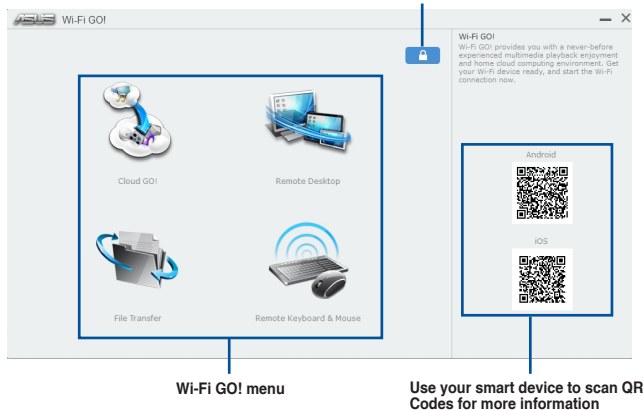 ASUS Wi-Fi GO!
Wi-Fi GO!
Wi-Fi GO! provides you with a never-before
experienced multimedia playback enjoyment
and home cloud computing environment. Get
your Wi-Fi device ready, and start the Wi-Fi
connection now.
Cloud GO!
Remote Desktop
File Transfer
Remote Keyboard & Mouse
Android
iOS
Wi-Fi GO! menu
Use your smart device to scan QR
Codes for more information